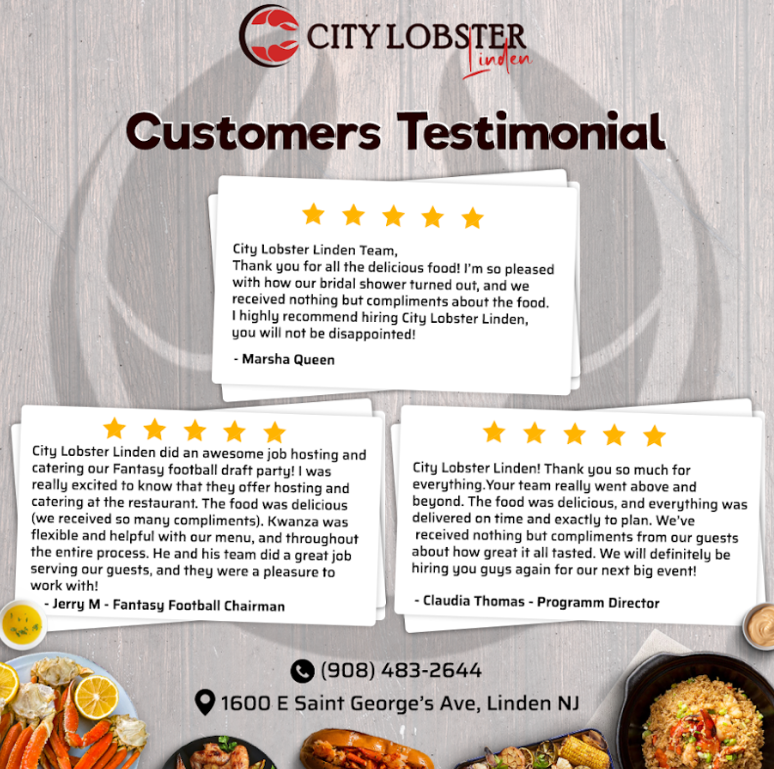 CITY LOBSTER
Linden
Customers Testimonial
City Lobster Linden Team,
Thank you for all the delicious food! I'm so pleased
with how our bridal shower turned out, and we
received nothing but compliments about the food.
I highly recommend hiring City Lobster Linden,
you will not be disappointed!
- Marsha Queen
City Lobster Linden did an awesome job hosting and
catering our Fantasy football draft party! I was
really excited to know that they offer hosting and
catering at the restaurant. The food was delicious
(we received so many compliments). Kwanza was
flexible and helpful with our menu, and throughout
the entire process. He and his team did a great job
serving our guests, and they were a pleasure to
work with!
- Jerry M - Fantasy Football Chairman
City Lobster Linden! Thank you so much for
everything.Your team really went above and
beyond. The food was delicious, and everything was
delivered on time and exactly to plan. We've
received nothing but compliments from our guests
about how great it all tasted. We will definitely be
hiring you guys again for our next big event!
- Claudia Thomas - Programm Director
(908) 483-2644
1600 E Saint George's Ave, Linden NJ